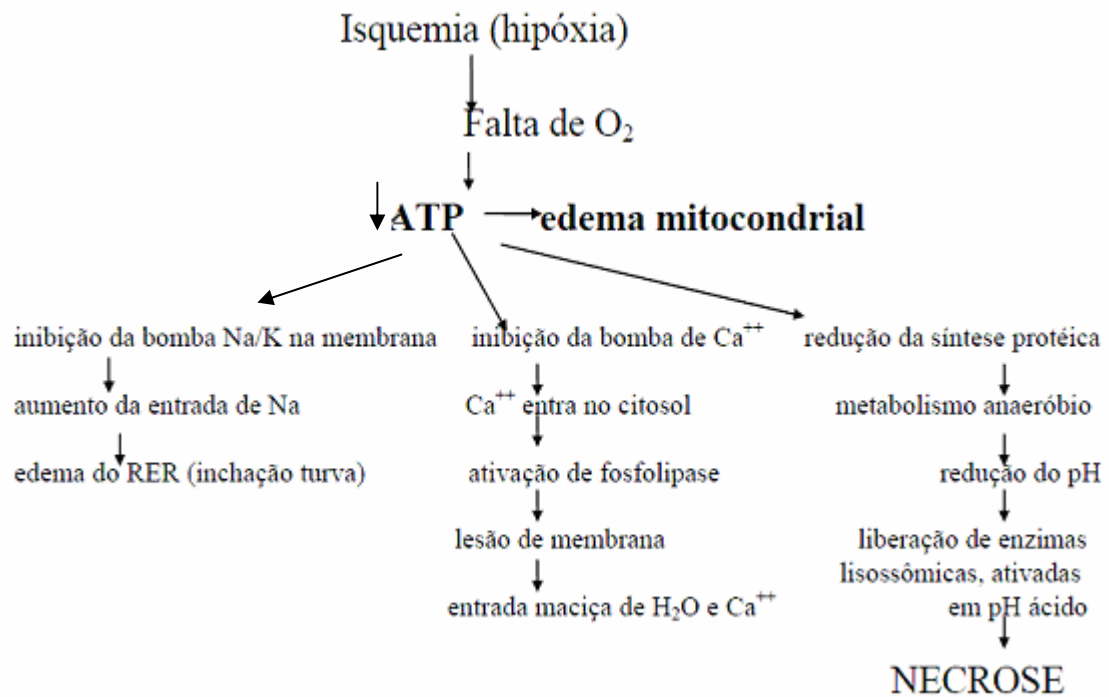 Isquemia (hipóxia)
Falta de O₂
ATP
edema mitocondrial
inibição da bomba Na/K na membrana
aumento da entrada de Na
edema do RER (inchação turva)
inibição da bomba de Ca⁺⁺
Ca⁺⁺ entra no citosol
ativação de fosfolipase
lesão de membrana
entrada maciça de H₂O e Ca⁺⁺
redução da síntese protéica
metabolismo anaeróbio
redução do pH
liberação de enzimas
lisossômicas, ativadas
em pH ácido
NECROSE